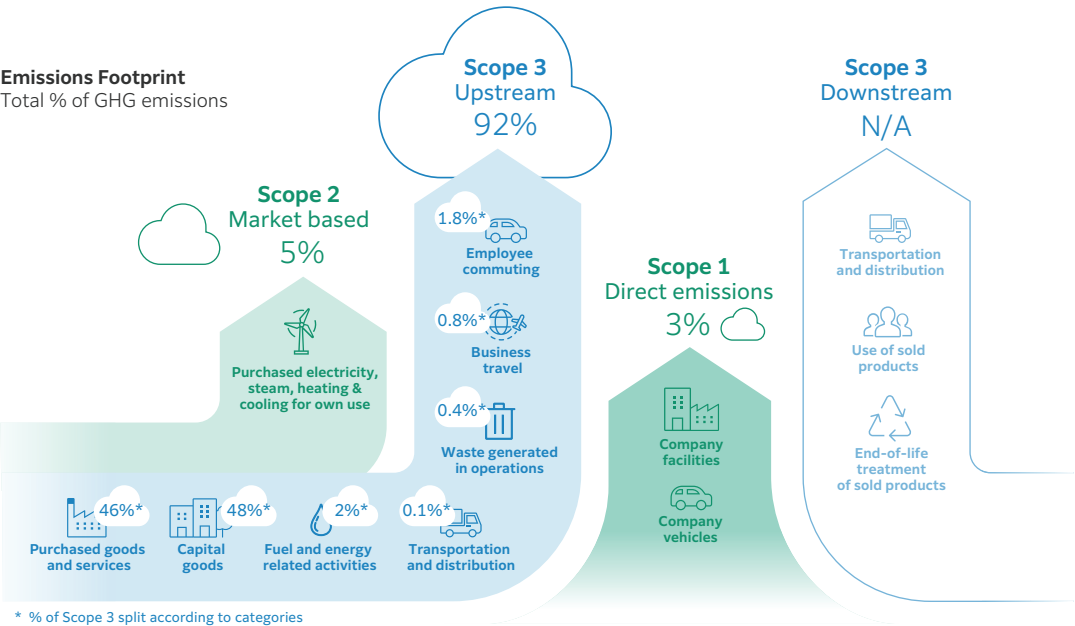 Emissions Footprint
Total % of GHG emissions
Scope 3
Upstream
92%
Scope 3
Downstream
N/A
Scope 2
Market based
5%
Scope 1
Direct emissions
3%
1.8%*
Employee
commuting
0.8%*
Business
travel
0.4%*
Waste generated
in operations
Purchased electricity,
steam, heating &
cooling for own use
Company
facilities
Company
vehicles
Transportation
and distribution
Use of sold
products
End-of-life
treatment
of sold products
46%*
Purchased goods
and services
48%*
Capital
goods
2%*
Fuel and energy
related activities
0.1%*
Transportation
and distribution
* % of Scope 3 split according to categories